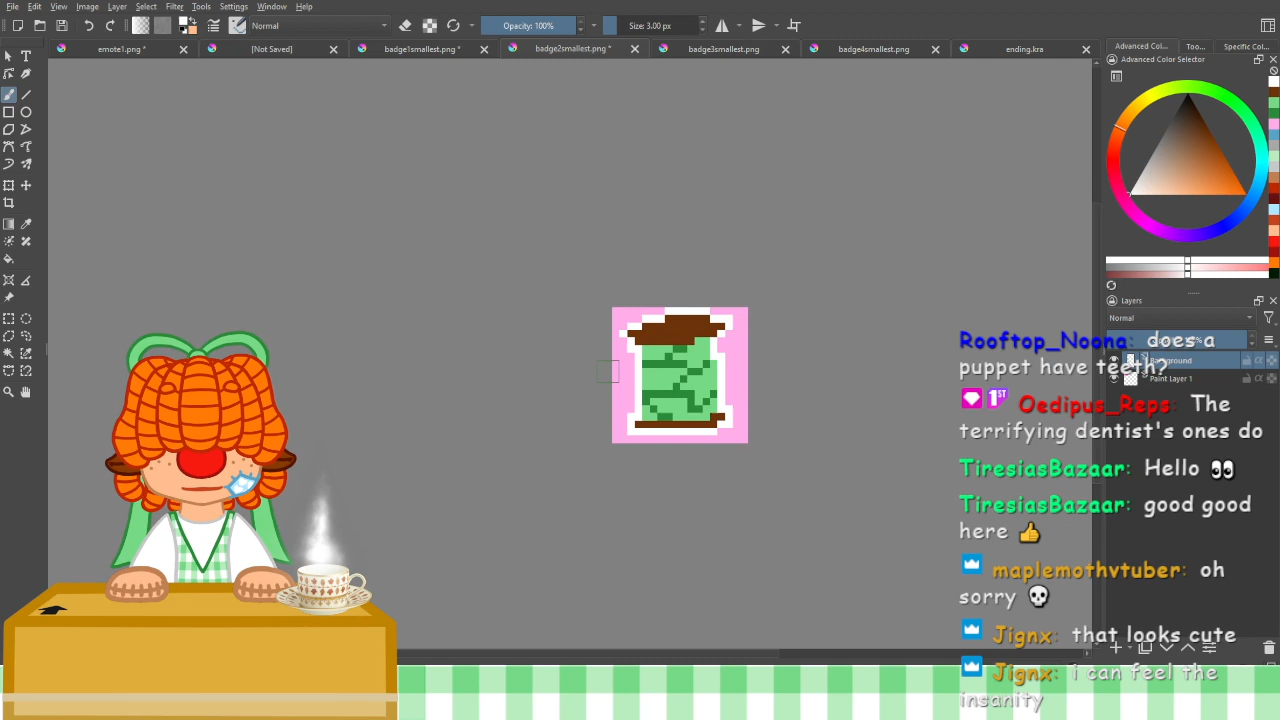 File Edit View Image Layer Select Filter Tools Settings Window Help
Normal Opacity: 100% Size: 3.00 px
emote1.png * [Not Saved] badge1smallest.png * badge2smallest.png * badge3smallest.png badge4smallest.png ending.kra
Advanced Col... Too... Specific Col...
Advanced Color Selector
Layers
Normal
Background
Paint Layer 1
Rooftop_Noona: does a
puppet have teeth?
1ST Oedipus_Reps: The
terrifying dentist's ones do
TiresiasBazaar: Hello 👀
TiresiasBazaar: good good
here 👍
maplemothvtuber: oh
sorry 💀
Jignx: that looks cute
Jignx: i can feel the
insanity